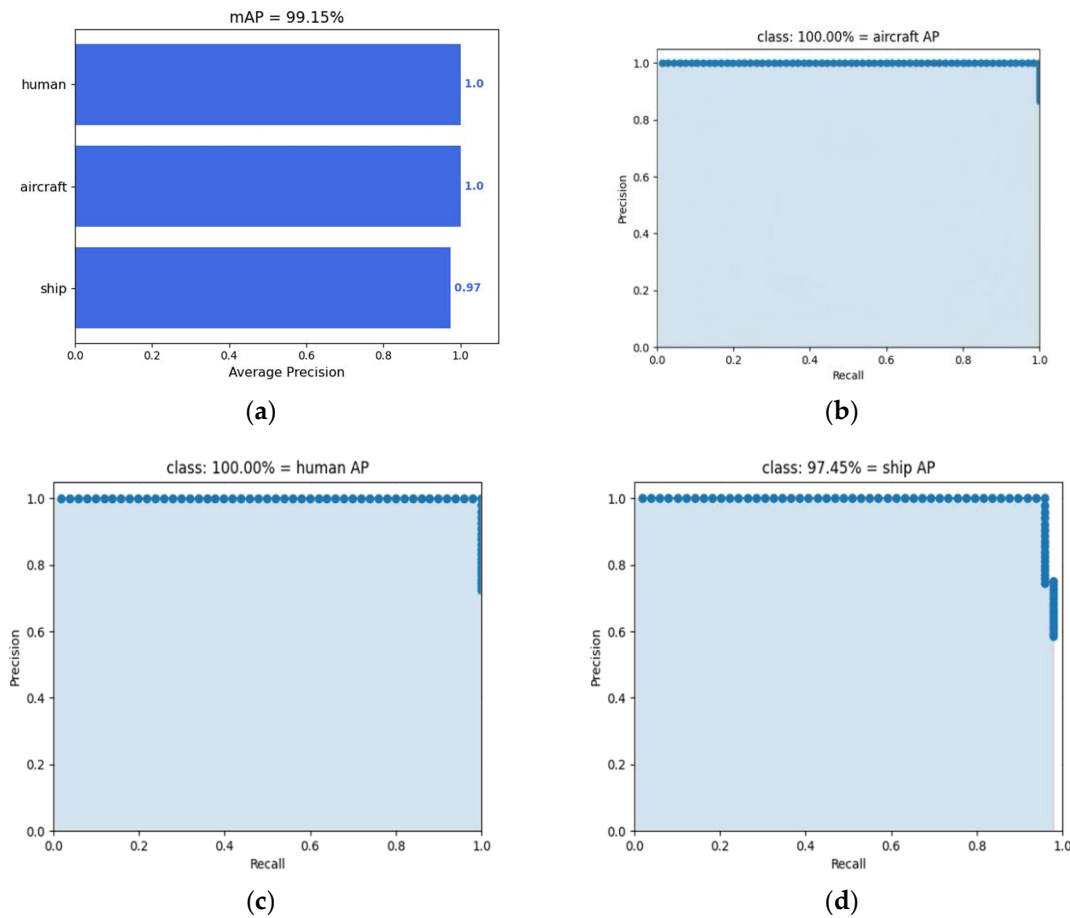 mAP = 99.15%
human
aircraft
ship
1.0
1.0
0.97
0.0 0.2 0.4 0.6 0.8 1.0
Average Precision
(a)
class: 100.00% = aircraft AP
1.0
0.8
0.6
0.4
0.2
0.0
Precision
0.0 0.2 0.4 0.6 0.8 1.0
Recall
(b)
class: 100.00% = human AP
1.0
0.8
0.6
0.4
0.2
0.0
Precision
0.0 0.2 0.4 0.6 0.8 1.0
Recall
(c)
class: 97.45% = ship AP
1.0
0.8
0.6
0.4
0.2
0.0
Precision
0.0 0.2 0.4 0.6 0.8 1.0
Recall
(d)